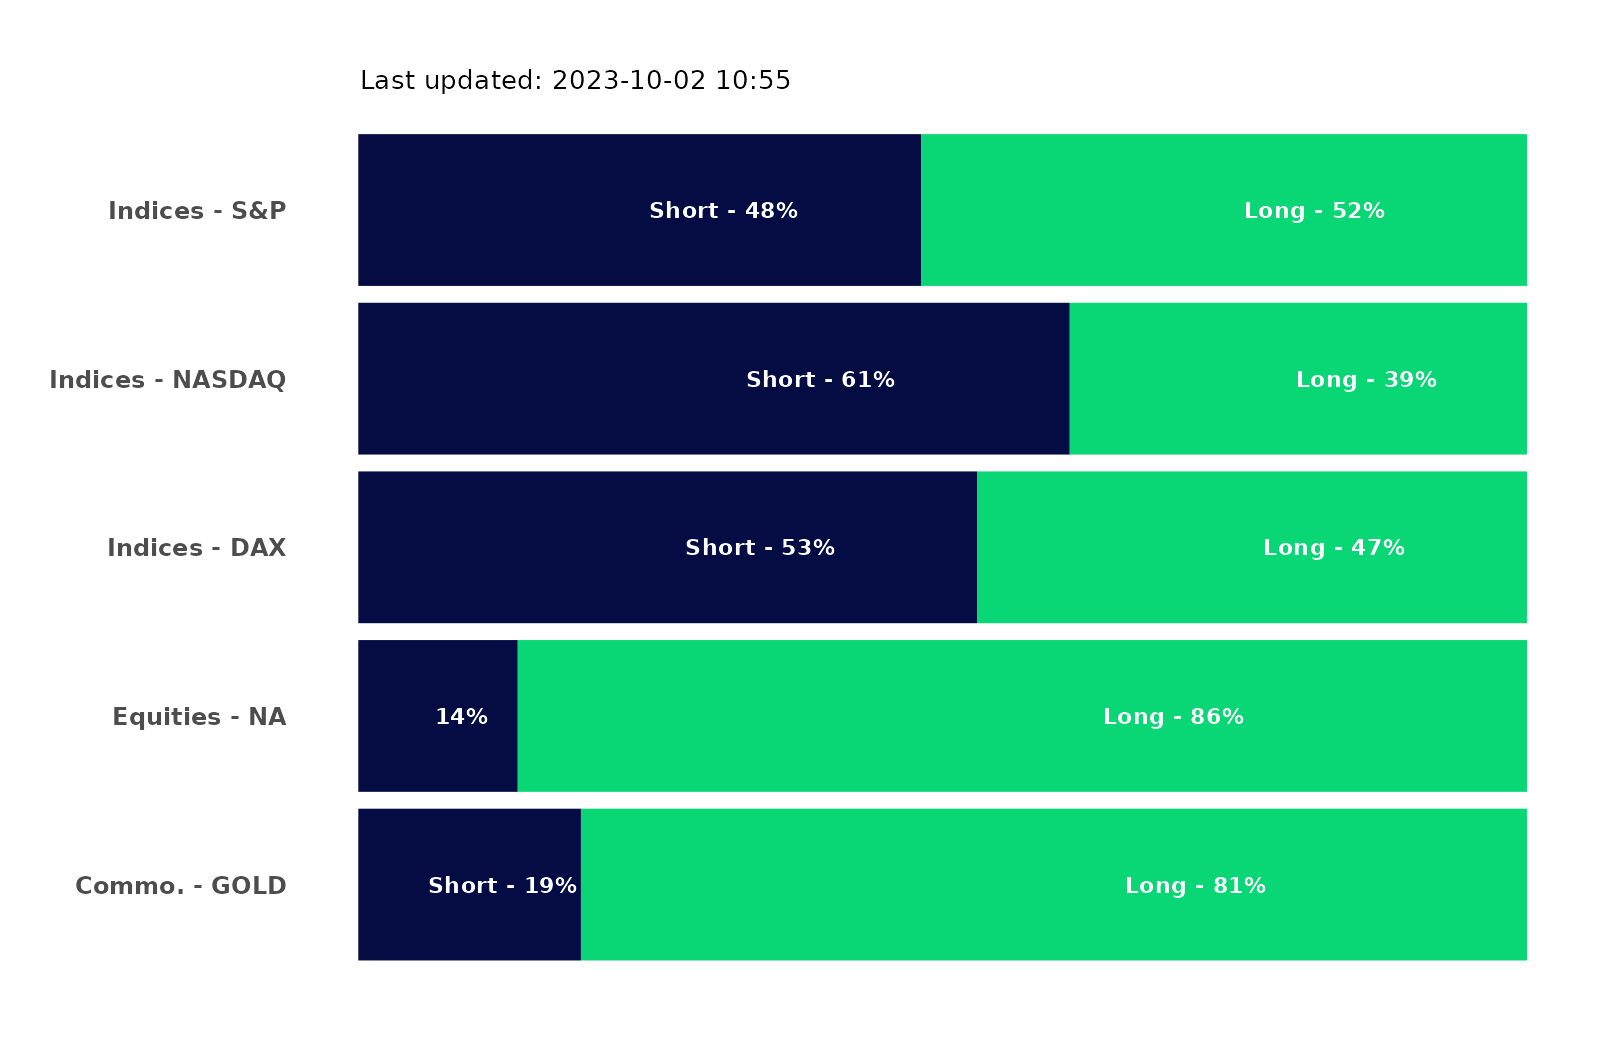 Last updated: 2023-10-02 10:55
Indices - S&P Short - 48% Long - 52%
Indices - NASDAQ Short - 61% Long - 39%
Indices - DAX Short - 53% Long - 47%
Equities - NA 14% Long - 86%
Commo. - GOLD Short - 19% Long - 81%